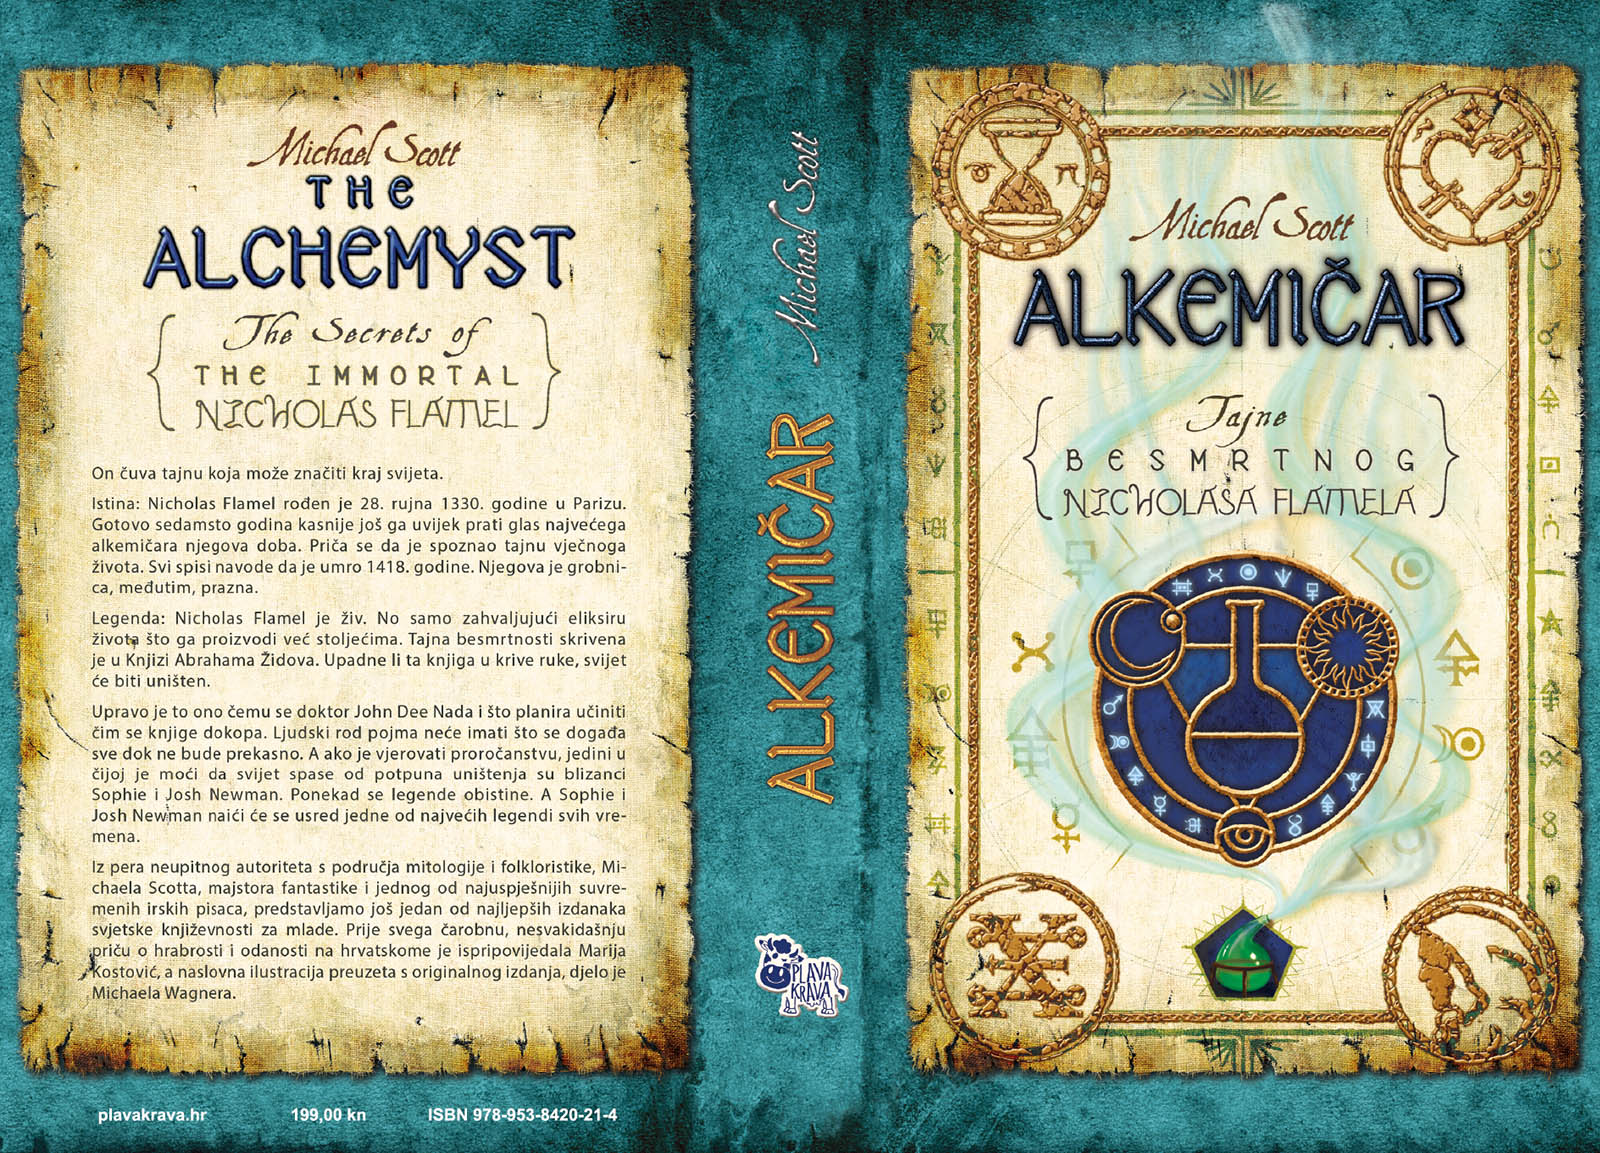 Michael Scott
THE
ALCHEMYST
The Secrets of
THE IMMORTAL
NICHOLAS FLAMEL
On čuva tajnu koja može značiti kraj svijeta.
Istina: Nicholas Flamel rođen je 28. rujna 1330. godine u Parizu.
Gotovo sedamsto godina kasnije još ga uvijek prati glas najvećega
alkemičara njegova doba. Priča se da je spoznao tajnu vječnoga
života. Svi spisi navode da je umro 1418. godine. Njegova je grobni-
ca, međutim, prazna.
Legenda: Nicholas Flamel je živ. No samo zahvaljujući eliksiru
života što ga proizvodi već stoljećima. Tajna besmrtnosti skrivena
je u Knjizi Abrahama Židova. Upadne li ta knjiga u krive ruke, svijet
će biti uništen.
Upravo je to ono čemu se doktor John Dee Nada i što planira učiniti
čim se knjige dokopa. Ljudski rod pojma neće imati što se događa
sve dok ne bude prekasno. A ako je vjerovati proročanstvu, jedini u
čijoj je moći da svijet spase od potpuna uništenja su blizanci
Sophie i Josh Newman. Ponekad se legende obistine. A Sophie i
Josh Newman naići će se usred jedne od najvećih legendi svih vre-
mena.
Iz pera neupitnog autoriteta s područja mitologije i folkloristike, Mi-
chaela Scotta, majstora fantastike i jednog od najuspješnijih suvre-
menih irskih pisaca, predstavljamo još jedan od najljepših izdanaka
svjetske književnosti za mlade. Prije svega čarobnu, nesvakidašnju
priču o hrabrosti i odanosti na hrvatskome je ispripovijedala Marija
Kostović, a naslovna ilustracija preuzeta s originalnog izdanja, djelo je
Michaela Wagnera.
plavakrava.hr 199,00 kn ISBN 978-953-8420-21-4
Michael Scott
ALKEMIČAR
PLAVA
KRAVA
Michael Scott
ALKEMIČAR
Tajne
BESMRTNOG
NICHOLASA FLAMELA